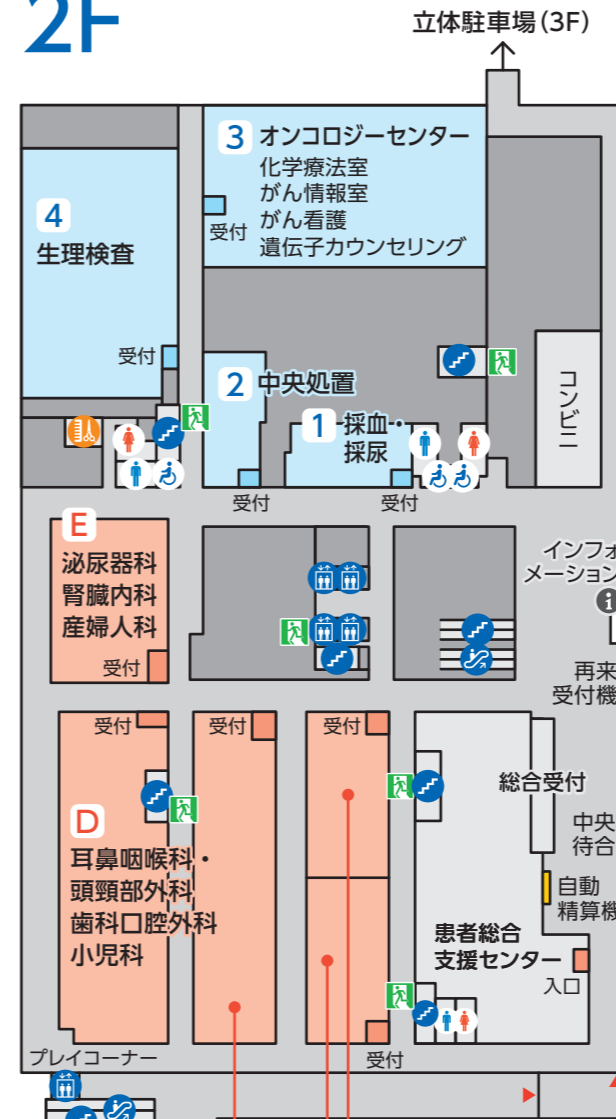 2F
立体駐車場(3F)
3 オンコロジーセンター
化学療法室
がん情報室
がん看護
遺伝子カウンセリング
受付
4
生理検査
受付
2 中央処置
受付
1 採血・
採尿
受付
コンビニ
E
泌尿器科
腎臓内科
産婦人科
受付
インフォ
メーション
i
再来
受付機
受付
受付
受付
D
耳鼻咽喉科・
頭頸部外科
歯科口腔外科
小児科
総合受付
中央
待合
自動
精算機
患者総合
支援センター
入口
プレイコーナー
受付